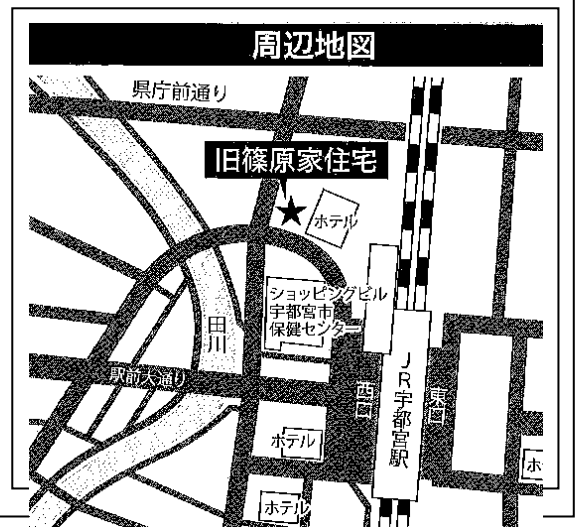 周辺地図
県庁前通り
旧篠原家住宅
ホテル
ショッピングビル
宇都宮市
保健センター
田川
駅前大通り
JR宇都宮駅
西口
東口
ホテル
ホ
ホテル